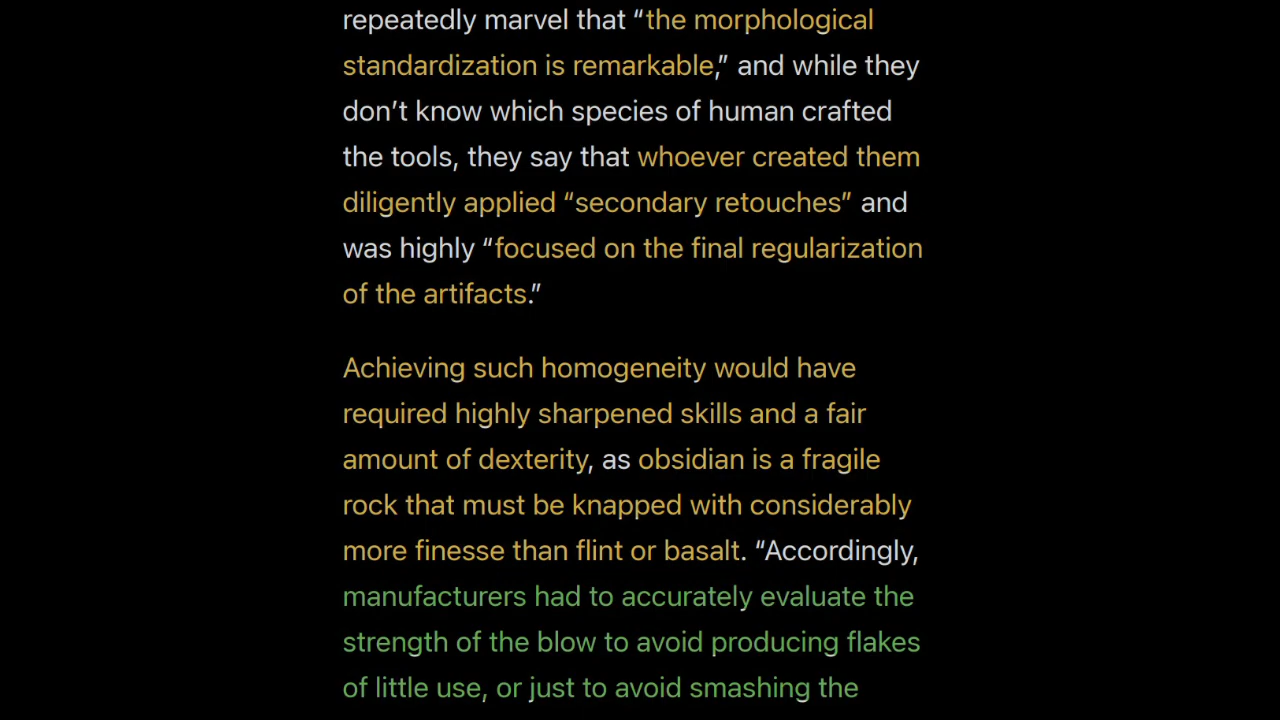 repeatedly marvel that “the morphological
standardization is remarkable,” and while they
don’t know which species of human crafted
the tools, they say that whoever created them
diligently applied “secondary retouches” and
was highly “focused on the final regularization
of the artifacts.”
Achieving such homogeneity would have
required highly sharpened skills and a fair
amount of dexterity, as obsidian is a fragile
rock that must be knapped with considerably
more finesse than flint or basalt. “Accordingly,
manufacturers had to accurately evaluate the
strength of the blow to avoid producing flakes
of little use, or just to avoid smashing the